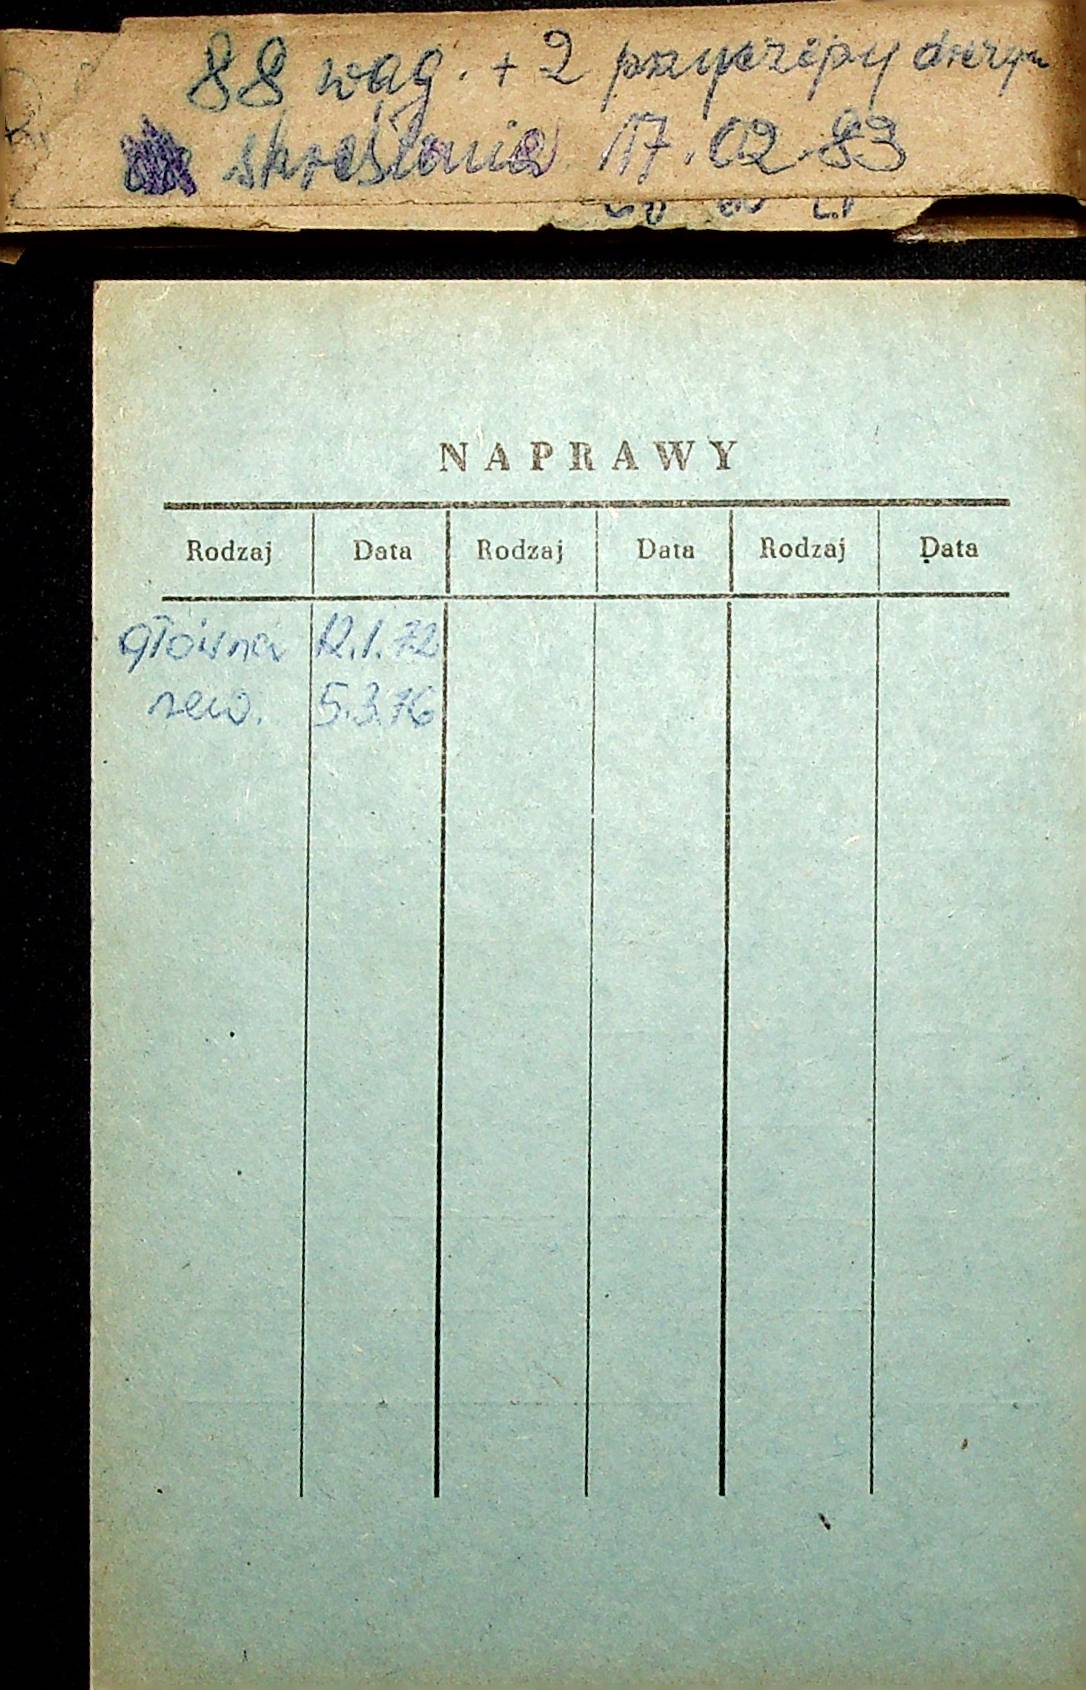 88 wag. + 2 przyczepy drezyn
skreślenia 17.02.83
NAPRAWY
Rodzaj Data Rodzaj Data Rodzaj Data
główna 12.1.72
rew. 5.3.76